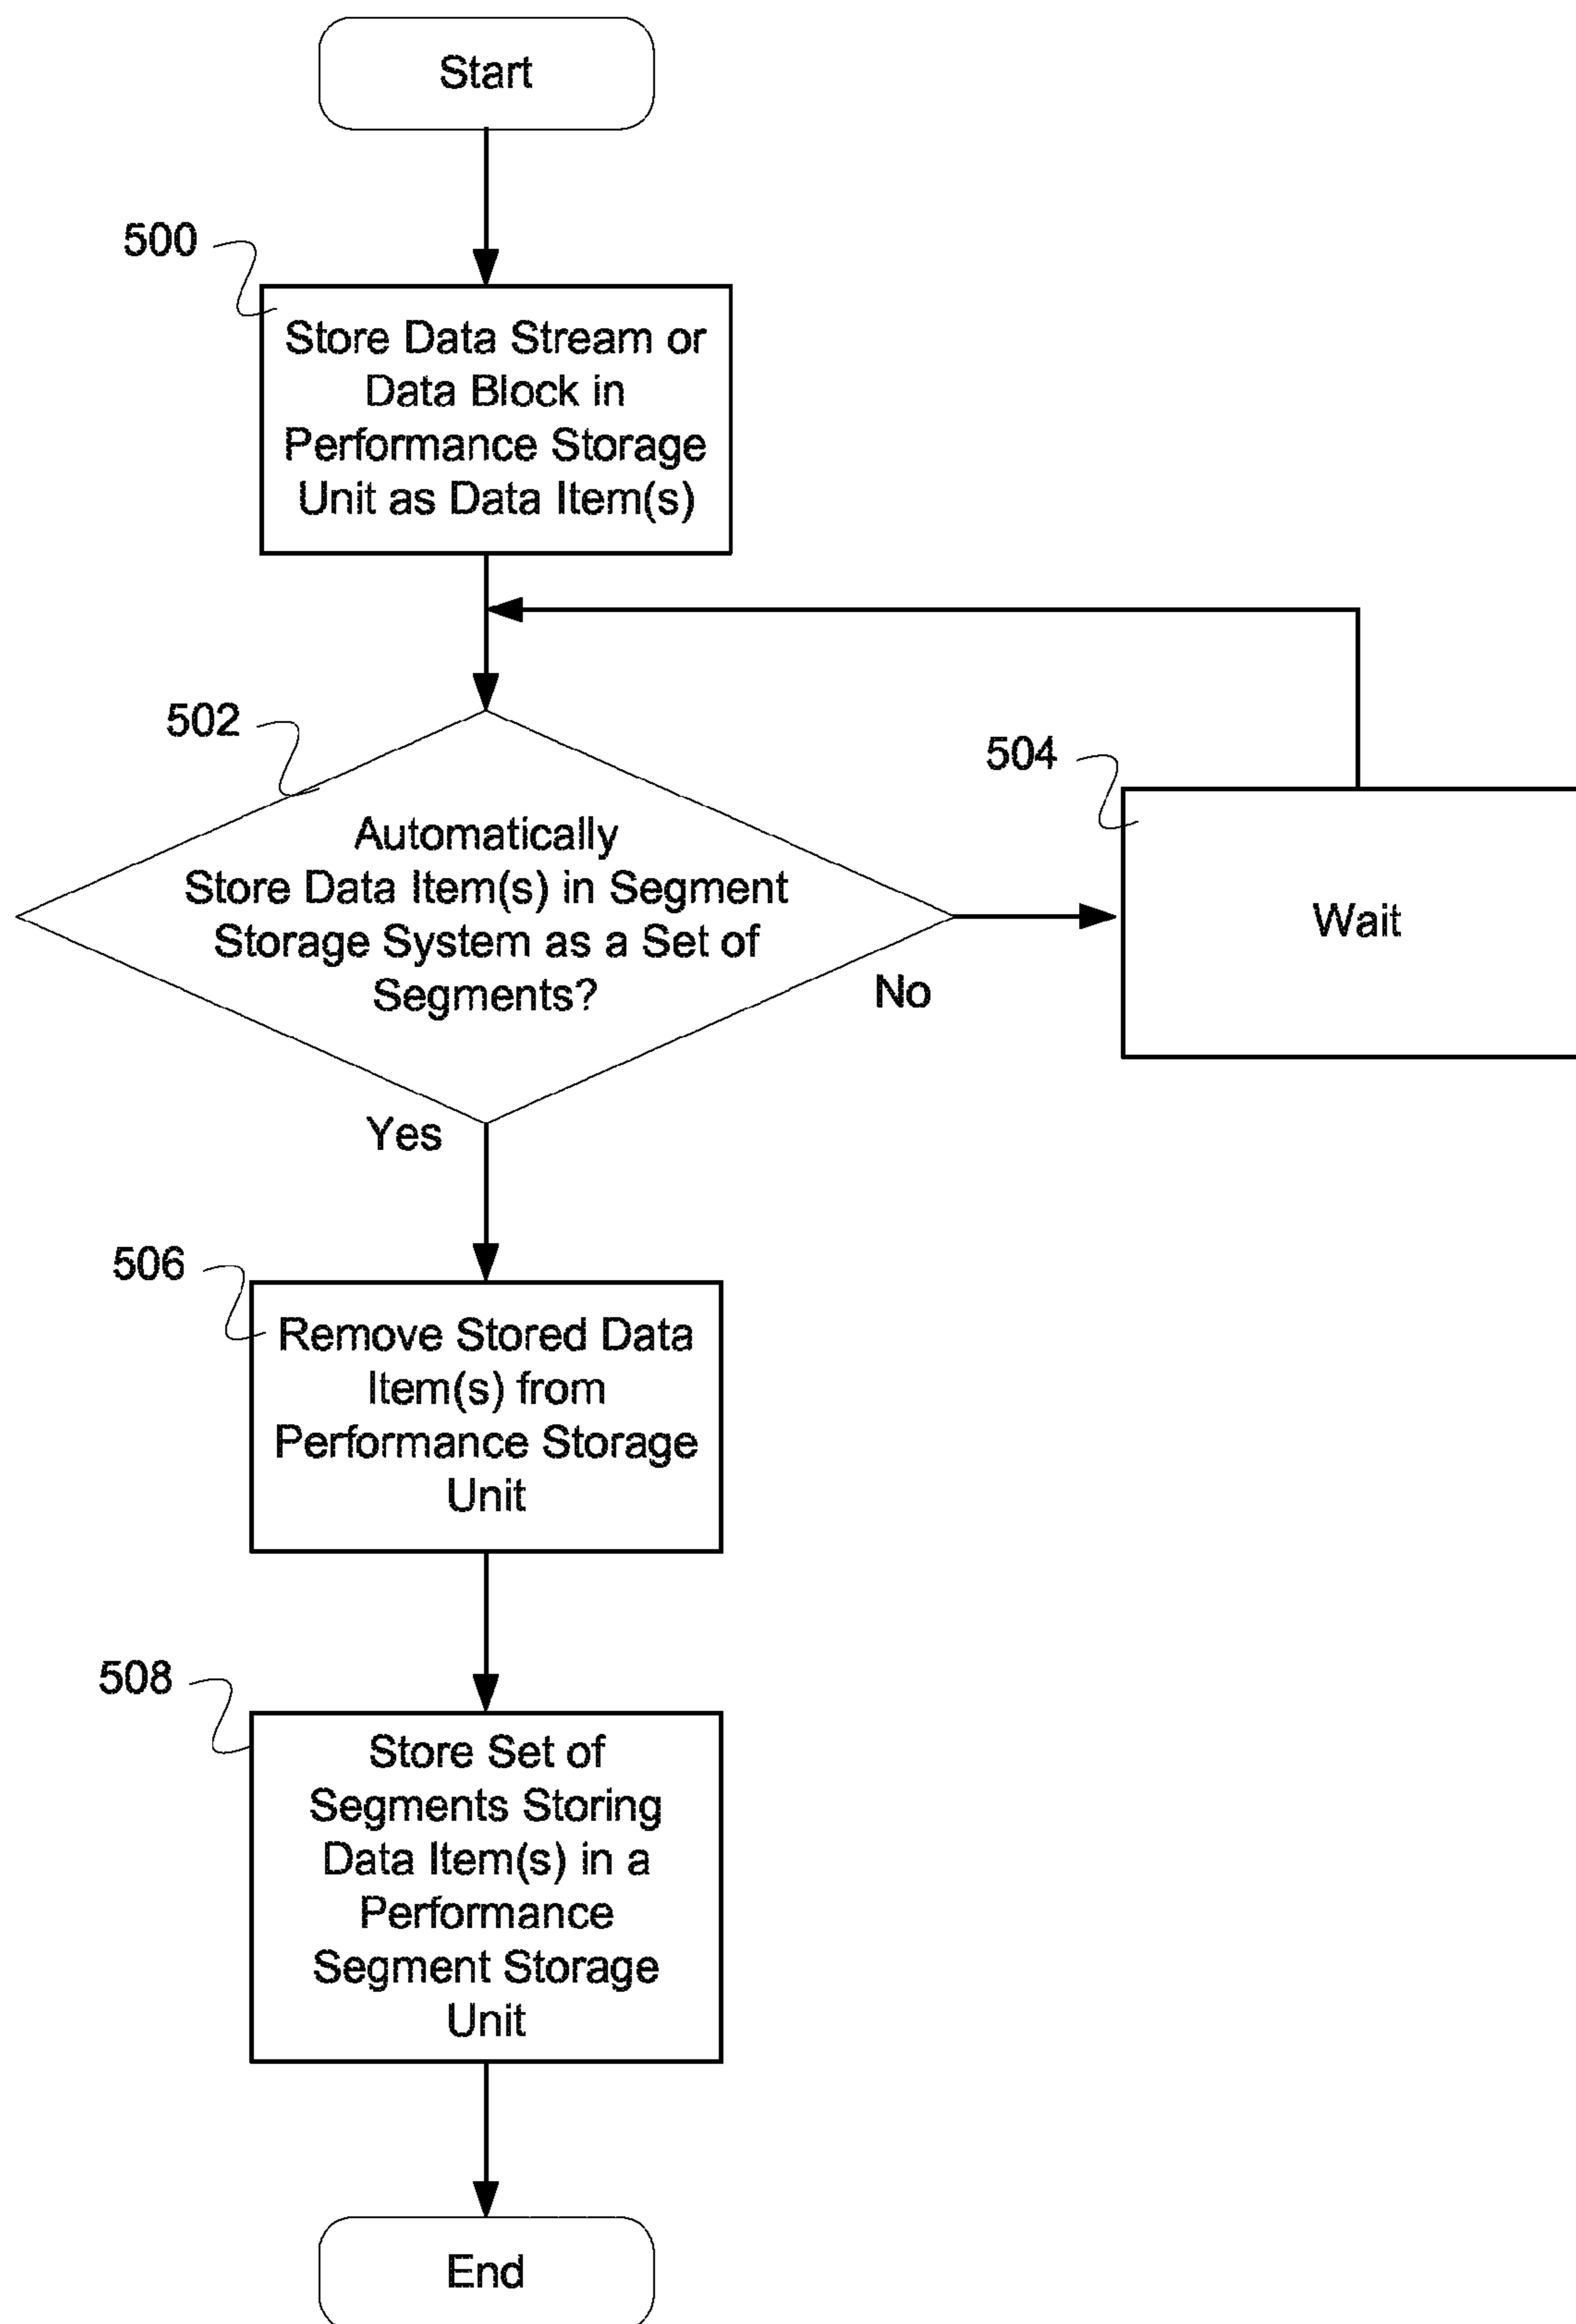 Start
500
Store Data Stream or
Data Block in
Performance Storage
Unit as Data Item(s)
502
Automatically
Store Data Item(s) in Segment
Storage System as a Set of
Segments?
504
Wait
No
Yes
506
Remove Stored Data
Item(s) from
Performance Storage
Unit
508
Store Set of
Segments Storing
Data Item(s) in a
Performance
Segment Storage
Unit
End